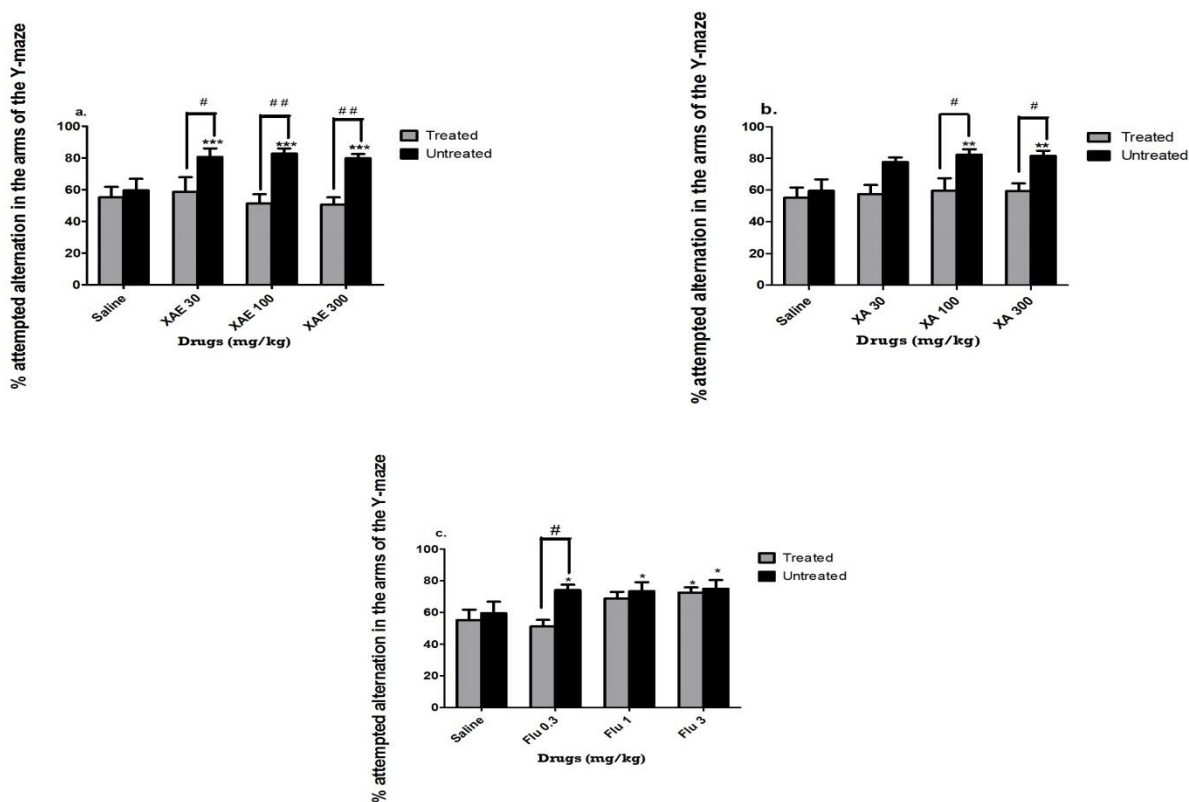 % attempted alternation in the arms of the Y-maze
a.
# ## ##
*** *** ***
100
80
60
40
20
0
Treated
Untreated
Saline XAE 30 XAE 100 XAE 300
Drugs (mg/kg)
% attempted alternation in the arms of the Y-maze
b.
# #
** **
100
80
60
40
20
0
Treated
Untreated
Saline XA 30 XA 100 XA 300
Drugs (mg/kg)
% attempted alternation in the arms of the Y-maze
c.
#
* * * *
100
80
60
40
20
0
Treated
Untreated
Saline Flu 0.3 Flu 1 Flu 3
Drugs (mg/kg)